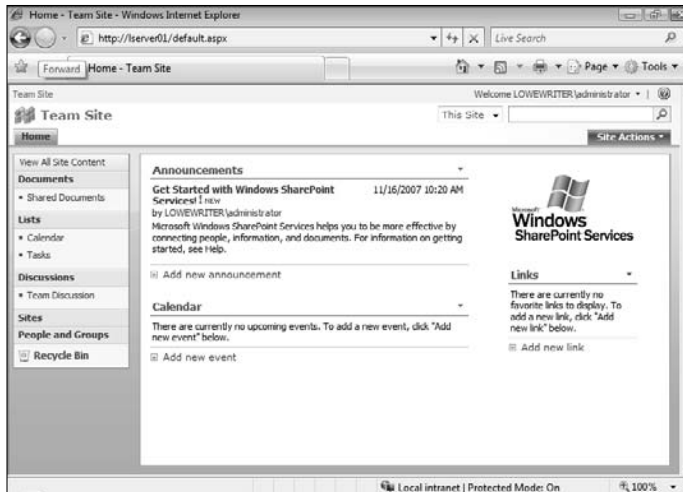 Home - Team Site - Windows Internet Explorer
http://lserver01/default.aspx
Live Search
Forward
Home - Team Site
Page
Tools
Team Site
Welcome LOWEWRITER\administrator
Team Site
This Site
Home
Site Actions
View All Site Content
Documents
Shared Documents
Lists
Calendar
Tasks
Discussions
Team Discussion
Sites
People and Groups
Recycle Bin
Announcements
Get Started with Windows SharePoint Services! NEW
11/16/2007 10:20 AM
by LOWEWRITER\administrator
Microsoft Windows SharePoint Services helps you to be more effective by
connecting people, information, and documents. For information on getting
started, see Help.
Add new announcement
Calendar
There are currently no upcoming events. To add a new event, click "Add
new event" below.
Add new event
Microsoft
Windows
SharePoint Services
Links
There are currently no
favorite links to display. To
add a new link, click "Add
new link" below.
Add new link
Local intranet | Protected Mode: On
100%